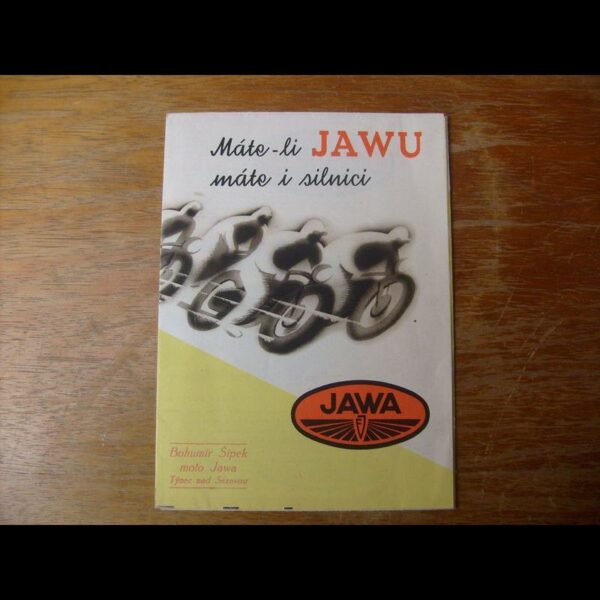 Máte-li JAWU
máte i silnici
JAWA
Bohumír Šípek
moto Jawa
Týnec nad Sázavou